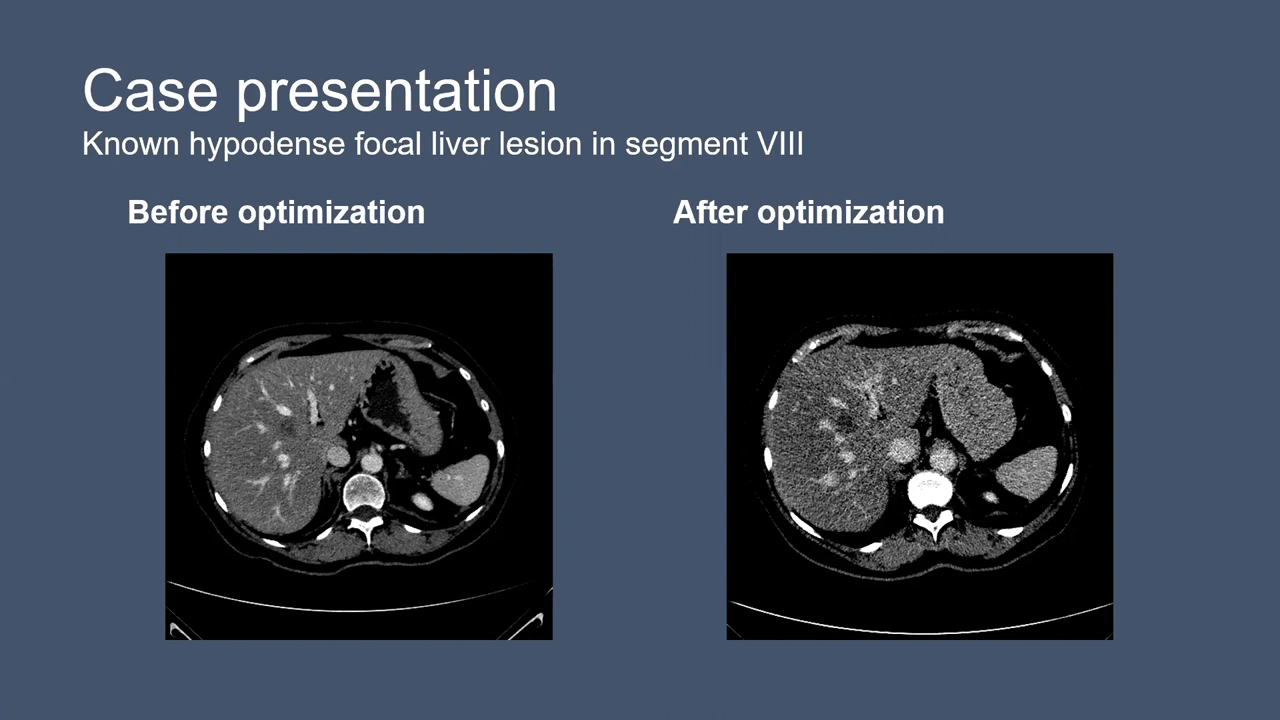 Case presentation
Known hypodense focal liver lesion in segment VIII
Before optimization
After optimization